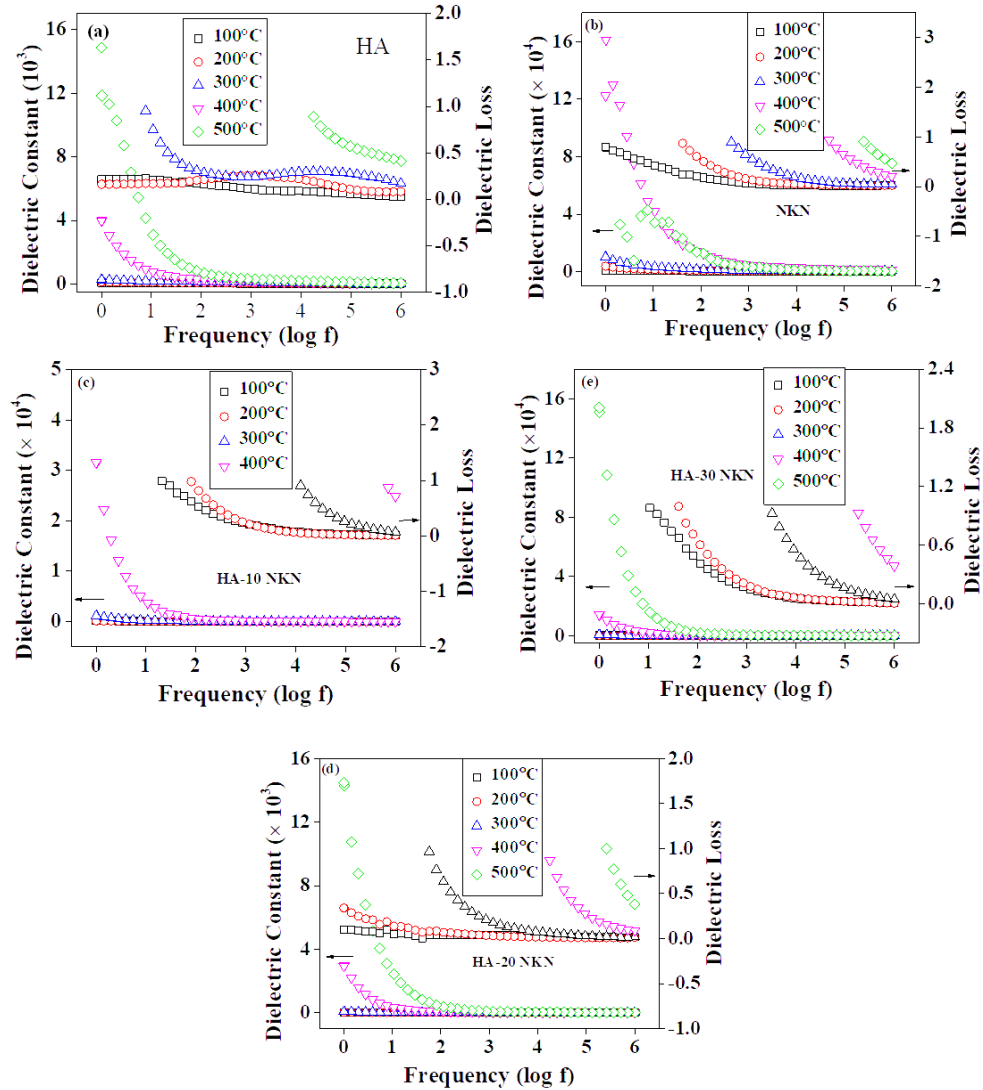 (a)
HA
100°C
200°C
300°C
400°C
500°C
Dielectric Constant (10³)
16
12
8
4
0
2.0
1.5
1.0
0.5
0.0
-0.5
-1.0
Dielectric Loss
0 1 2 3 4 5 6
Frequency (log f)
(b)
100°C
200°C
300°C
400°C
500°C
NKN
Dielectric Constant (× 10⁴)
16
12
8
4
0
3
2
1
0
-1
-2
Dielectric Loss
0 1 2 3 4 5 6
Frequency (log f)
(c)
100°C
200°C
300°C
400°C
HA-10 NKN
Dielectric Constant (× 10⁴)
5
4
3
2
1
0
3
2
1
0
-1
-2
Dielectric Loss
0 1 2 3 4 5 6
Frequency (log f)
(e)
100°C
200°C
300°C
400°C
500°C
HA-30 NKN
Dielectric Constant (×10⁴)
16
12
8
4
0
2.4
1.8
1.2
0.6
0.0
Dielectric Loss
0 1 2 3 4 5 6
Frequency (log f)
(d)
100°C
200°C
300°C
400°C
500°C
HA-20 NKN
Dielectric Constant (× 10³)
16
12
8
4
0
2.0
1.5
1.0
0.5
0.0
-0.5
-1.0
Dielectric Loss
0 1 2 3 4 5 6
Frequency (log f)